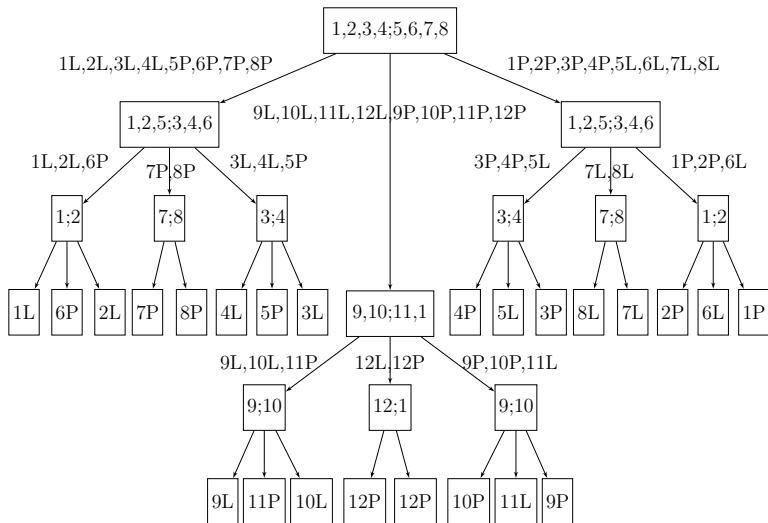 1,2,3,4;5,6,7,8
1L,2L,3L,4L,5P,6P,7P,8P
1P,2P,3P,4P,5L,6L,7L,8L
9L,10L,11L,12L,9P,10P,11P,12P
1,2,5;3,4,6
1,2,5;3,4,6
1L,2L,6P
7P,8P
3L,4L,5P
3P,4P,5L
7L,8L
1P,2P,6L
1;2
7;8
3;4
3;4
7;8
1;2
1L
6P
2L
7P
8P
4L
5P
3L
9,10;11,1
4P
5L
3P
8L
7L
2P
6L
1P
9L,10L,11P
12L,12P
9P,10P,11L
9;10
12;1
9;10
9L
11P
10L
12P
12P
10P
11L
9P